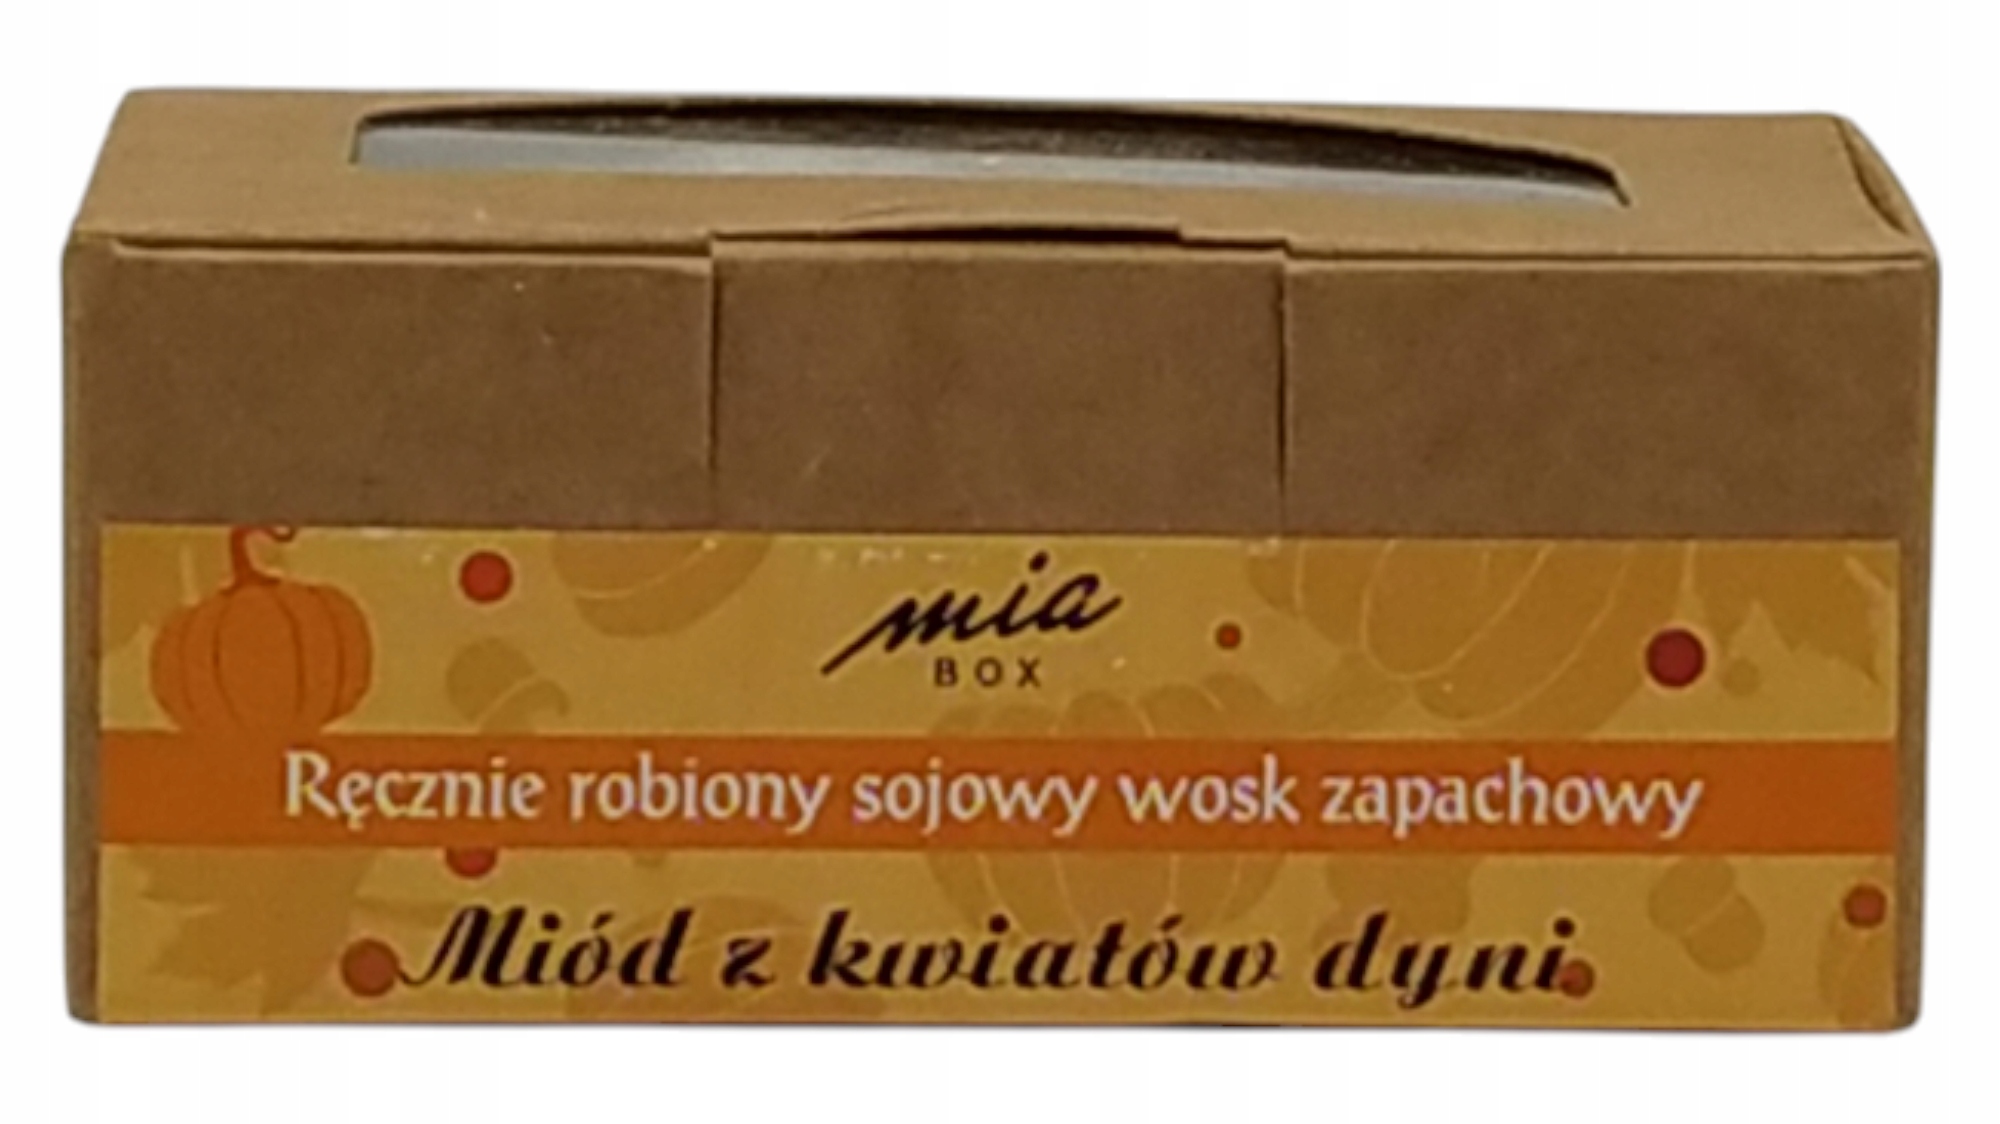 mia
BOX
Ręcznie robiony sojowy wosk zapachowy
Miód z kwiatów dyni